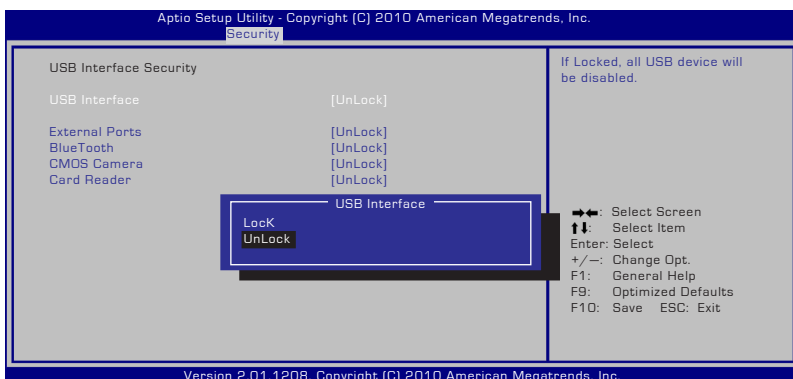 Aptio Setup Utility - Copyright (C) 2010 American Megatrends, Inc.
Security
USB Interface Security
USB Interface [UnLock]
External Ports [UnLock]
BlueTooth [UnLock]
CMOS Camera [UnLock]
Card Reader [UnLock]
USB Interface
LocK
UnLock
If Locked, all USB device will
be disabled.
→←: Select Screen
↑↓: Select Item
Enter: Select
+/—: Change Opt.
F1: General Help
F9: Optimized Defaults
F10: Save ESC: Exit
Version 2.01.1208. Copyright (C) 2010 American Megatrends, Inc.